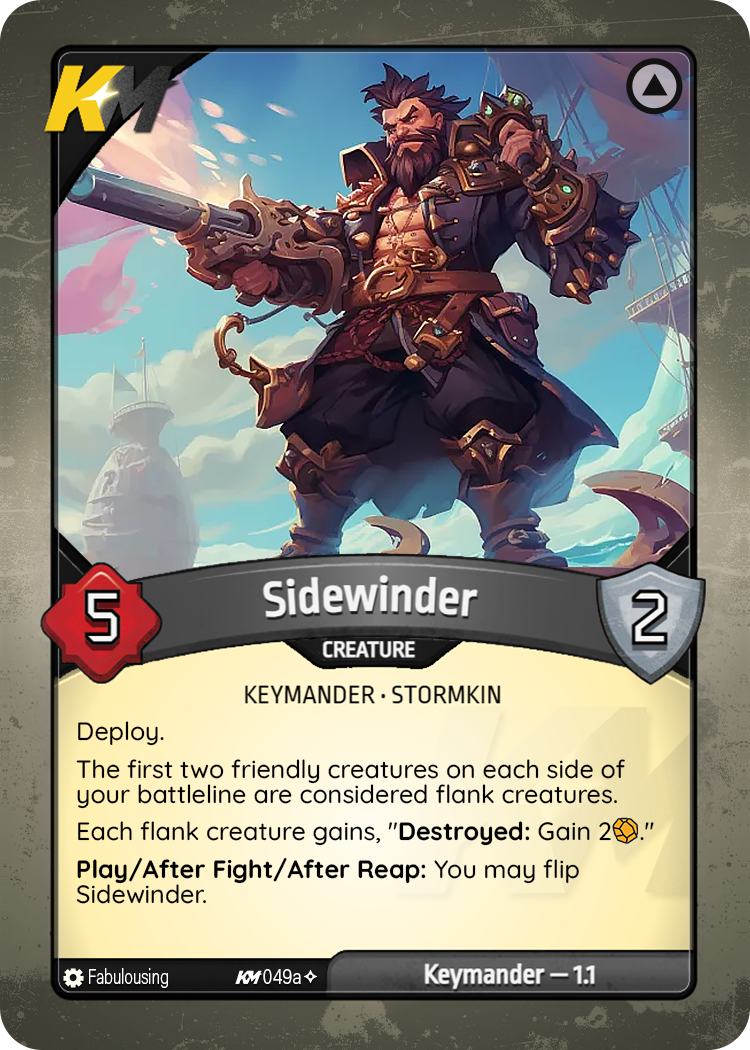 KM
Sidewinder
5
2
CREATURE
KEYMANDER • STORMKIN
Deploy.
The first two friendly creatures on each side of
your battleline are considered flank creatures.
Each flank creature gains, "Destroyed: Gain 2."
Play/After Fight/After Reap: You may flip
Sidewinder.
Fabulousing
KM 049a
Keymander — 1.1